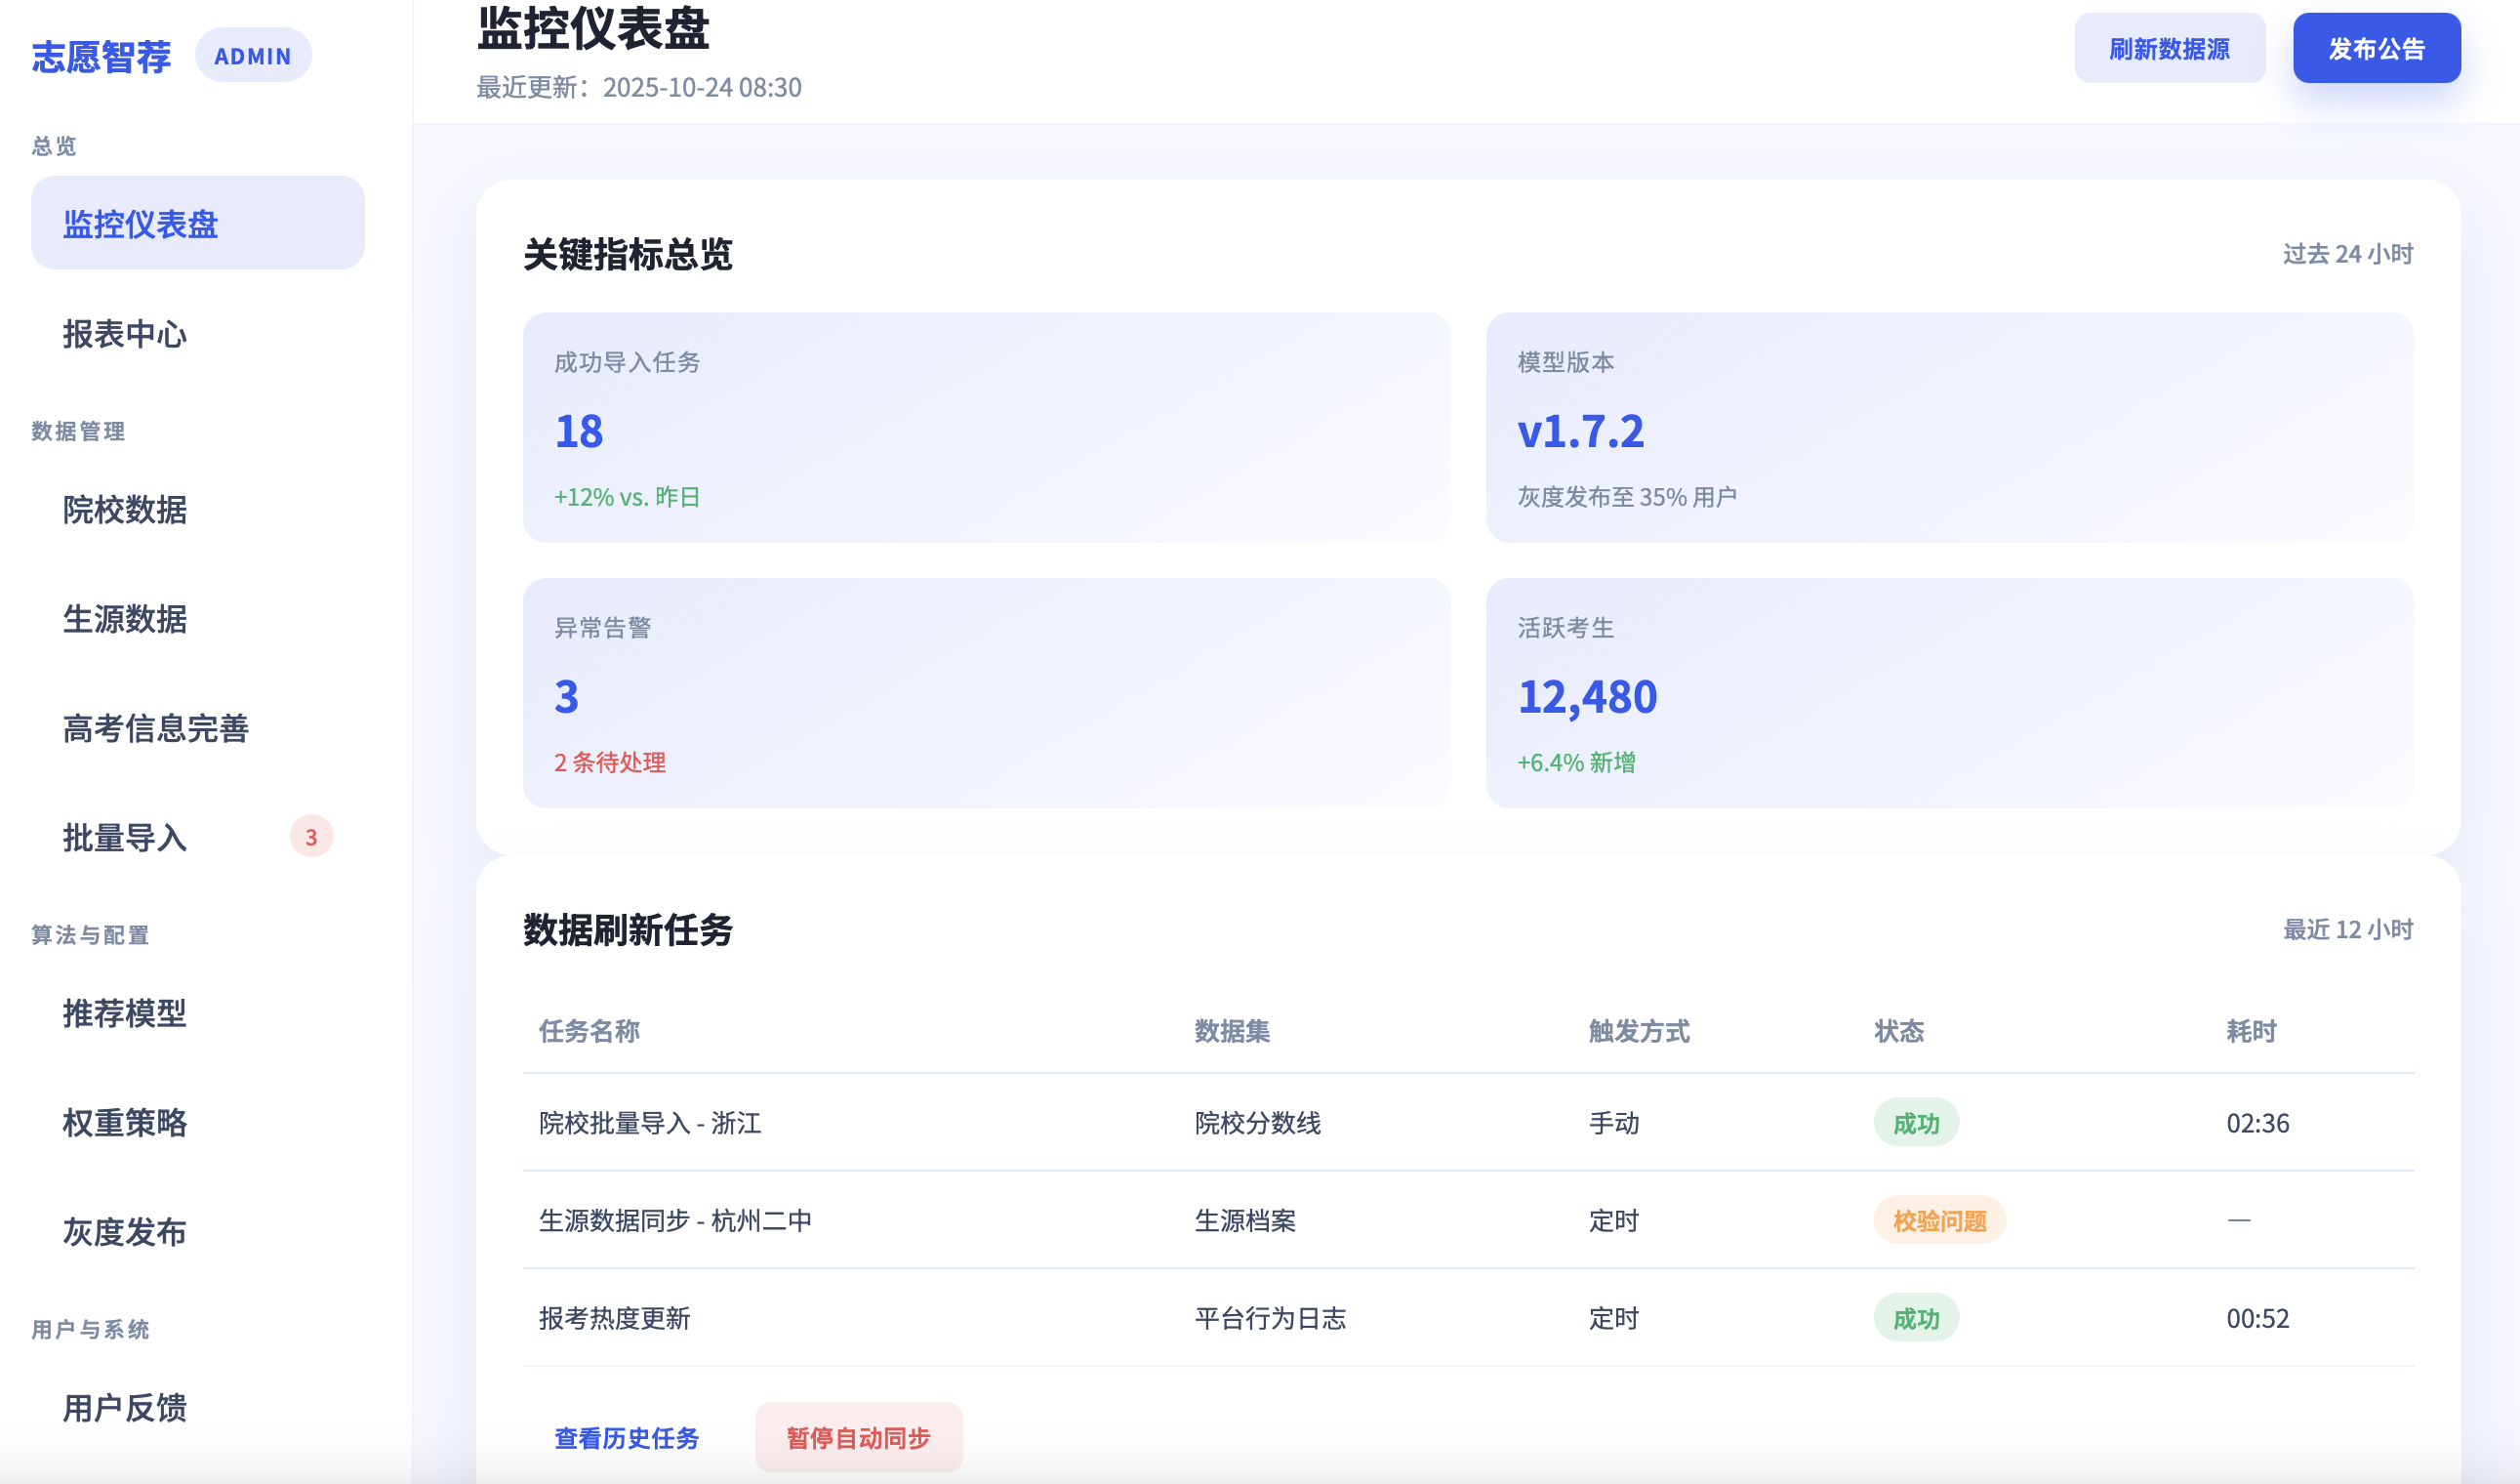 志愿智荐 ADMIN
总览
监控仪表盘
报表中心
数据管理
院校数据
生源数据
高考信息完善
批量导入 3
算法与配置
推荐模型
权重策略
灰度发布
用户与系统
用户反馈
监控仪表盘
最近更新：2025-10-24 08:30
刷新数据源 发布公告
关键指标总览 过去 24 小时
成功导入任务
18
+12% vs. 昨日
模型版本
v1.7.2
灰度发布至 35% 用户
异常告警
3
2 条待处理
活跃考生
12,480
+6.4% 新增
数据刷新任务 最近 12 小时
任务名称 数据集 触发方式 状态 耗时
院校批量导入 - 浙江 院校分数线 手动 成功 02:36
生源数据同步 - 杭州二中 生源档案 定时 校验问题 —
报考热度更新 平台行为日志 定时 成功 00:52
查看历史任务 暂停自动同步